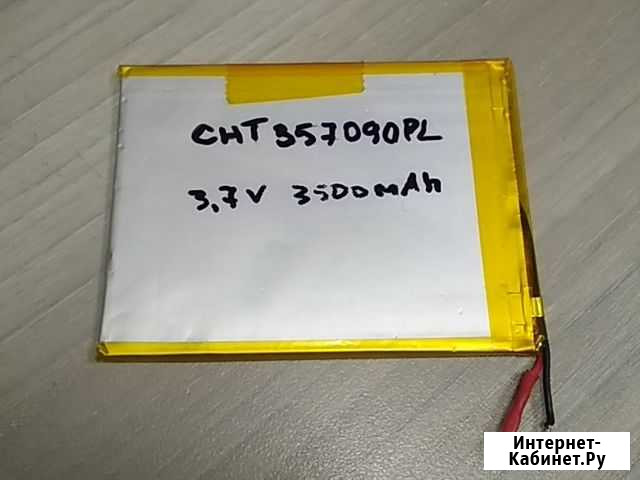 CHT357090PL
3,7V 3500mAh
Интернет-
Кабинет.Ру